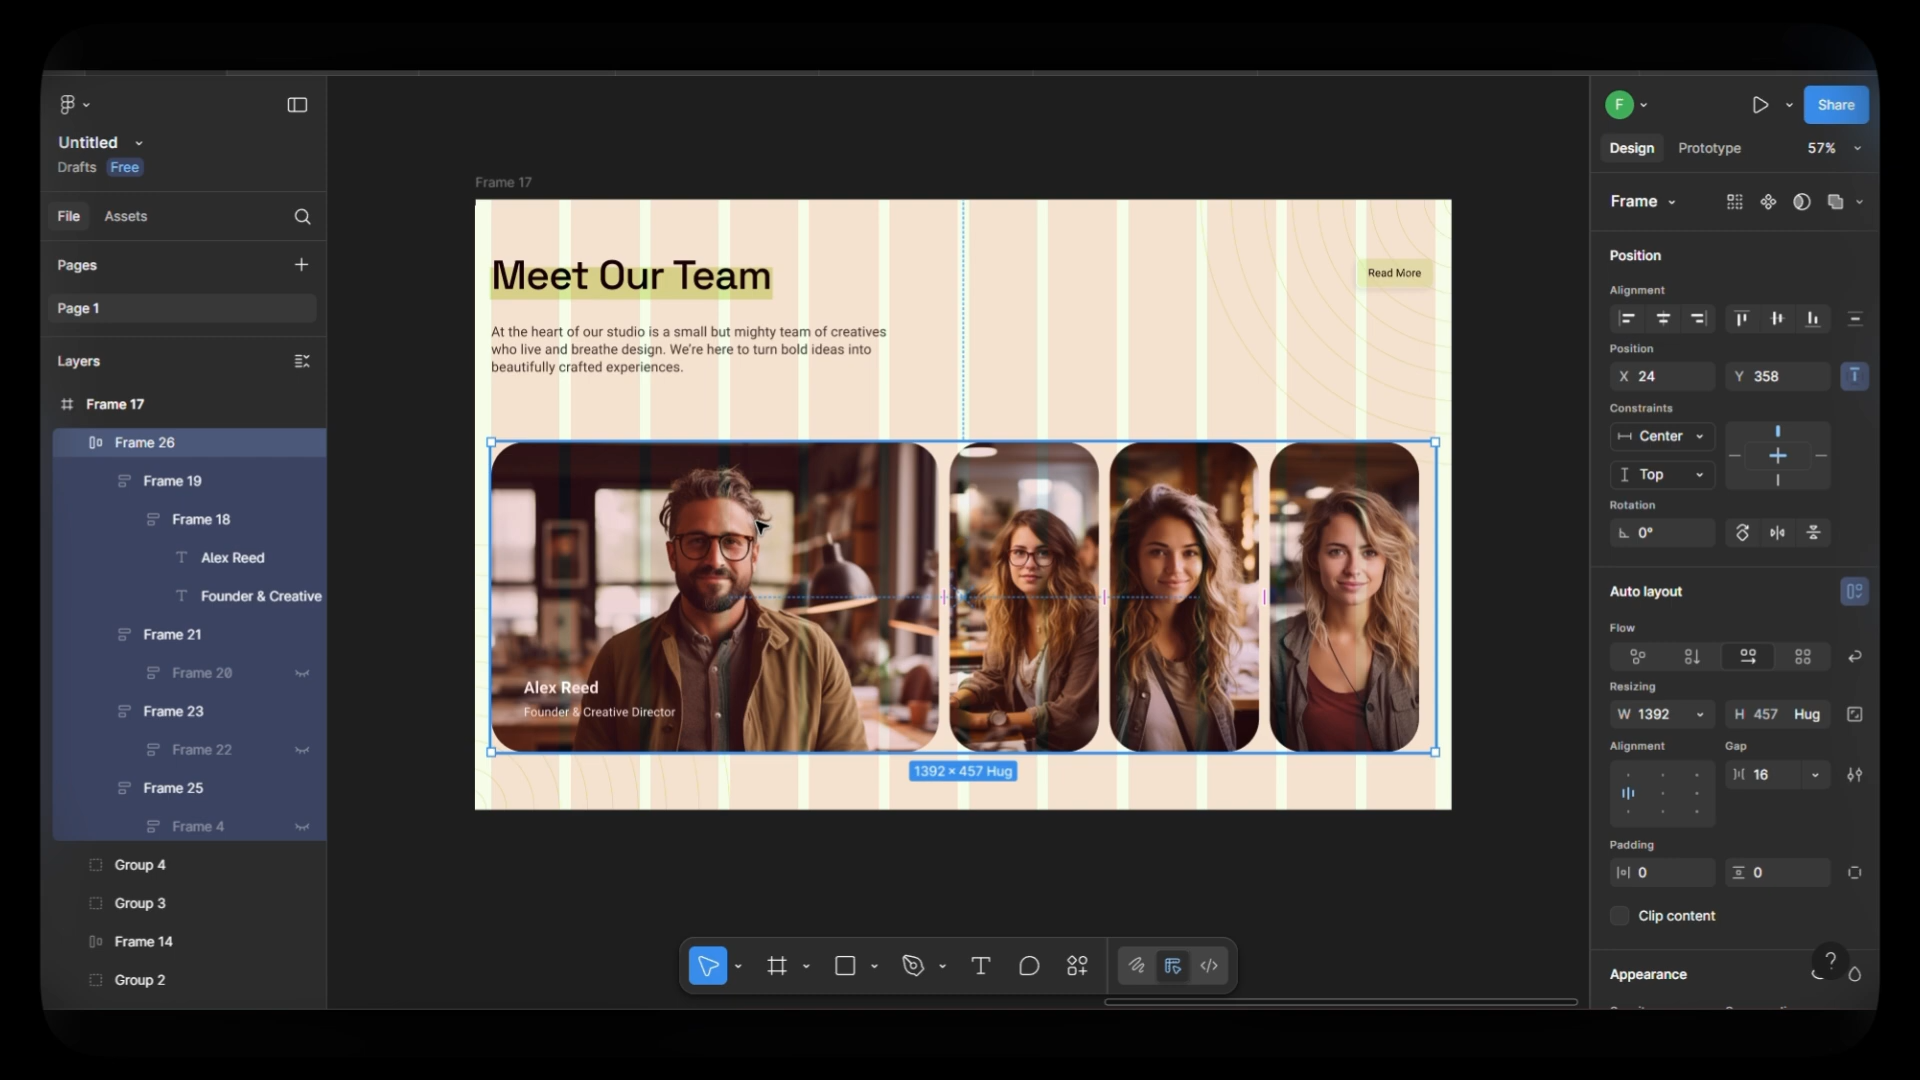 Untitled
Drafts Free
File Assets
Pages
Page 1
Layers
Frame 17
Frame 26
Frame 19
Frame 18
Alex Reed
Founder & Creative
Frame 21
Frame 20
Frame 23
Frame 22
Frame 25
Frame 4
Group 4
Group 3
Frame 14
Group 2
Frame 17
Meet Our Team
Read More
At the heart of our studio is a small but mighty team of creatives
who live and breathe design. We're here to turn bold ideas into
beautifully crafted experiences.
Alex Reed
Founder & Creative Director
1392 × 457 Hug
F
Share
Design Prototype 57%
Frame
Position
Alignment
Position
X 24 Y 358
Constraints
Center
Top
Rotation
0°
Auto layout
Flow
Resizing
W 1392 H 457 Hug
Alignment Gap
16
Padding
0 0
Clip content
Appearance
?